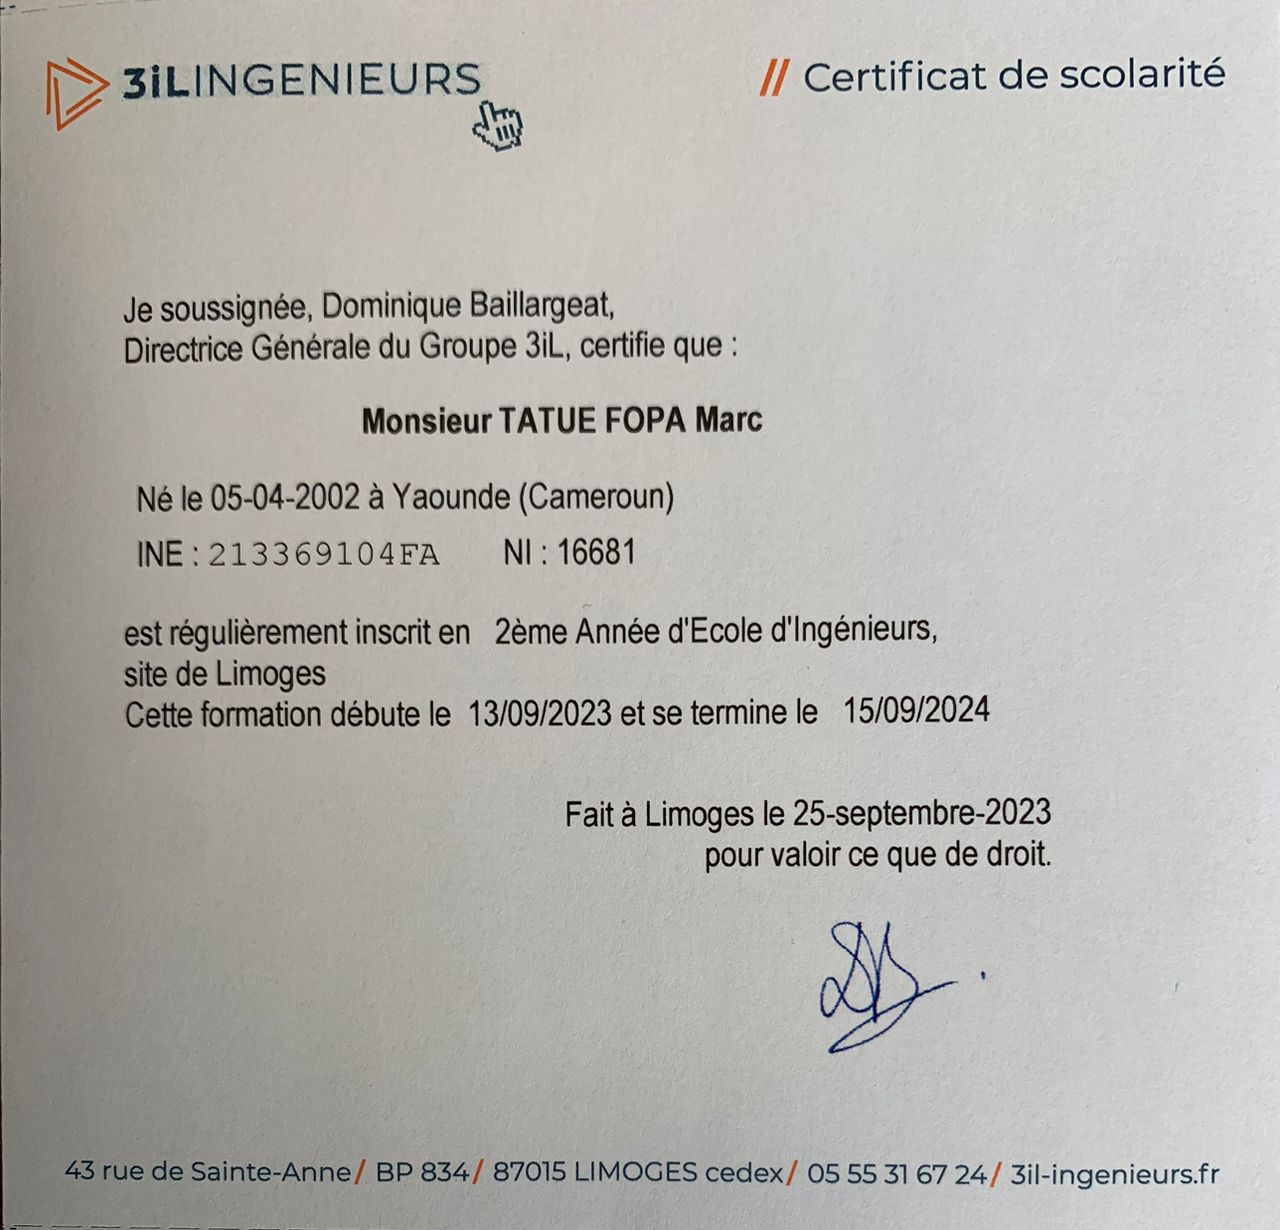 3iLINGENIEURS
// Certificat de scolarité
Je soussignée, Dominique Baillargeat,
Directrice Générale du Groupe 3iL, certifie que :
Monsieur TATUE FOPA Marc
Né le 05-04-2002 à Yaounde (Cameroun)
INE : 213369104FA NI : 16681
est régulièrement inscrit en 2ème Année d'Ecole d'Ingénieurs,
site de Limoges
Cette formation débute le 13/09/2023 et se termine le 15/09/2024
Fait à Limoges le 25-septembre-2023
pour valoir ce que de droit.
43 rue de Sainte-Anne/ BP 834/ 87015 LIMOGES cedex/ 05 55 31 67 24/ 3il-ingenieurs.fr